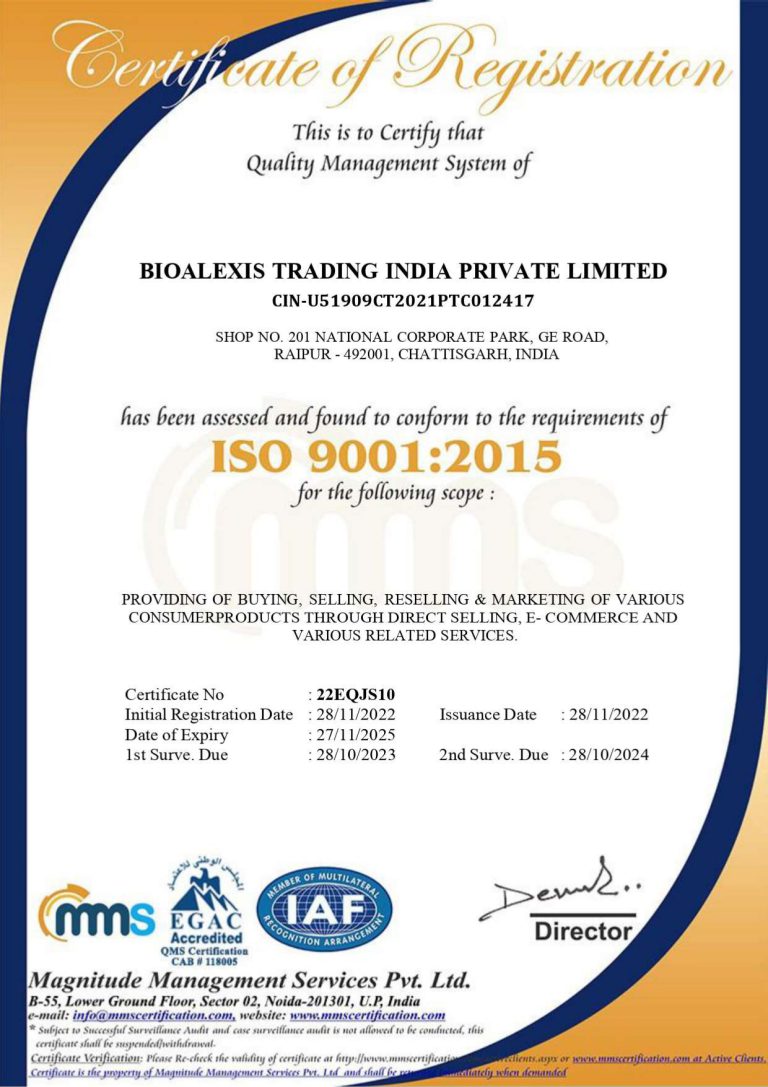 Certificate of Registration
This is to Certify that
Quality Management System of
BIOALEXIS TRADING INDIA PRIVATE LIMITED
CIN-U51909CT2021PTC012417
SHOP NO. 201 NATIONAL CORPORATE PARK, GE ROAD,
RAIPUR - 492001, CHATTISGARH, INDIA
has been assessed and found to conform to the requirements of
ISO 9001:2015
for the following scope :
mms
PROVIDING OF BUYING, SELLING, RESELLING & MARKETING OF VARIOUS
CONSUMERPRODUCTS THROUGH DIRECT SELLING, E- COMMERCE AND
VARIOUS RELATED SERVICES.
Certificate No : 22EQJS10
Initial Registration Date : 28/11/2022 Issuance Date : 28/11/2022
Date of Expiry : 27/11/2025
1st Surve. Due : 28/10/2023 2nd Surve. Due : 28/10/2024
mms
المجلس الوطني للاعتماد
EGAC
Accredited
QMS Certification
CAB # 118005
MEMBER OF MULTILATERAL
IAF
RECOGNITION ARRANGEMENT
Director
Magnitude Management Services Pvt. Ltd.
B-55, Lower Ground Floor, Sector 02, Noida-201301, U.P, India
e-mail: info@mmscertification.com, website: www.mmscertification.com
* Subject to Successful Surveillance Audit and case surveillance audit is not allowed to be conducted, this
certificate shall be suspended/withdrawal.
Certificate Verification: Please Re-check the validity of certificate at or www.mmscertification.com at Active Clients.
Certificate is the property of Magnitude Management Services Pvt. Ltd and shall be immediately when demanded